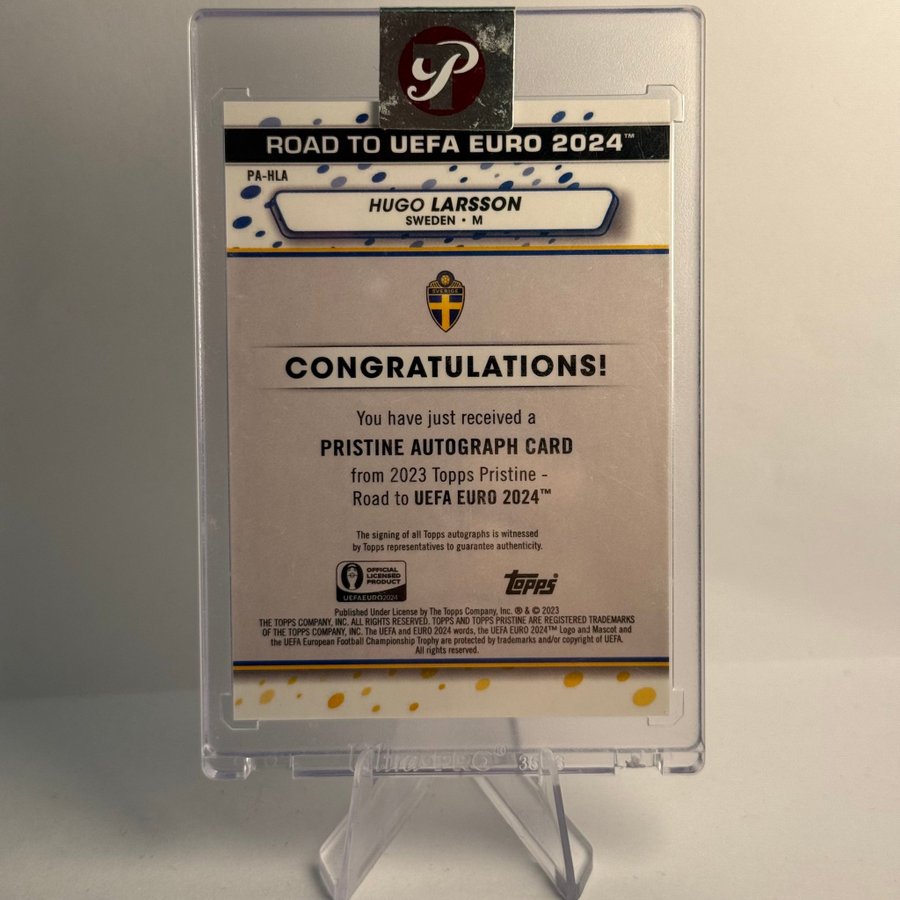 P
ROAD TO UEFA EURO 2024™
PA-HLA
HUGO LARSSON
SWEDEN • M
SVERIGE
CONGRATULATIONS!
You have just received a
PRISTINE AUTOGRAPH CARD
from 2023 Topps Pristine -
Road to UEFA EURO 2024™
The signing of all Topps autographs is witnessed
by Topps representatives to guarantee authenticity.
OFFICIAL
LICENSED
PRODUCT
UEFAEURO2024
topps
Published Under License by The Topps Company, Inc. ® & © 2023
THE TOPPS COMPANY, INC. ALL RIGHTS RESERVED. TOPPS AND TOPPS PRISTINE ARE REGISTERED TRADEMARKS
OF THE TOPPS COMPANY, INC. The UEFA and EURO 2024 words, the UEFA EURO 2024™ Logo and Mascot and
the UEFA European Football Championship Trophy are protected by trademarks and/or copyright of UEFA.
All rights reserved.
Ultra-PRO®